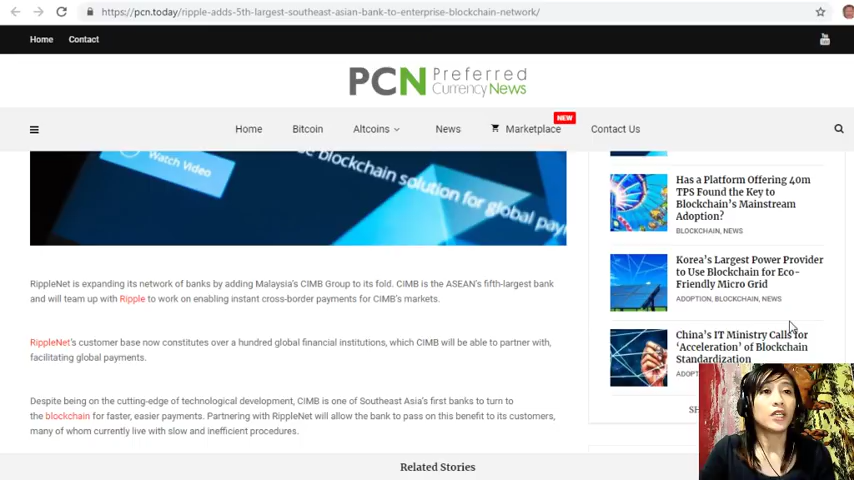 https://pcn.today/ripple-adds-5th-largest-southeast-asian-bank-to-enterprise-blockchain-network/
Home Contact
You Tube
PCN Preferred
Currency News
Home Bitcoin Altcoins News Marketplace NEW Contact Us
Watch Video
blockchain solution for global
RippleNet is expanding its network of banks by adding Malaysia's CIMB Group to its fold. CIMB is the ASEAN's fifth-largest bank
and will team up with Ripple to work on enabling instant cross-border payments for CIMB's markets.
RippleNet's customer base now constitutes over a hundred global financial institutions, which CIMB will be able to partner with,
facilitating global payments.
Despite being on the cutting-edge of technological development, CIMB is one of Southeast Asia's first banks to turn to
the blockchain for faster, easier payments. Partnering with RippleNet will allow the bank to pass on this benefit to its customers,
many of whom currently live with slow and inefficient procedures.
Has a Platform Offering 40m
TPS Found the Key to
Blockchain's Mainstream
Adoption?
BLOCKCHAIN, NEWS
Korea's Largest Power Provider
to Use Blockchain for Eco-
Friendly Micro Grid
ADOPTION, BLOCKCHAIN, NEWS
China's IT Ministry Calls for
'Acceleration' of Blockchain
Standardization
Related Stories